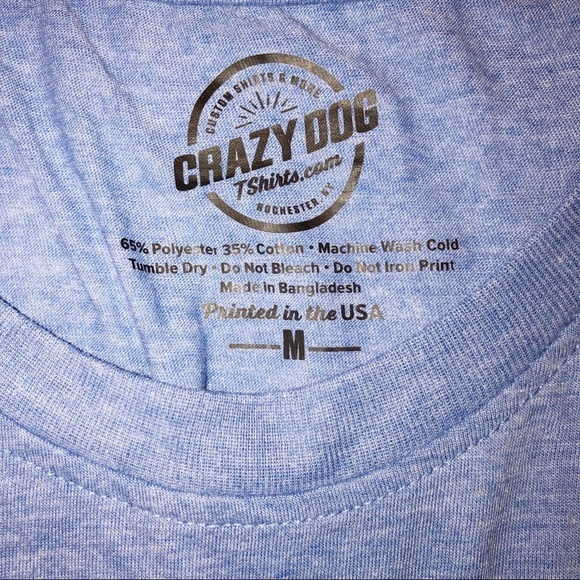 CUSTOM SHIRTS & MORE
CRAZY DOG
TShirts.com
ROCHESTER, NY
65% Polyester 35% Cotton • Machine Wash Cold
Tumble Dry • Do Not Bleach • Do Not Iron Print
Made in Bangladesh
Printed in the USA
M